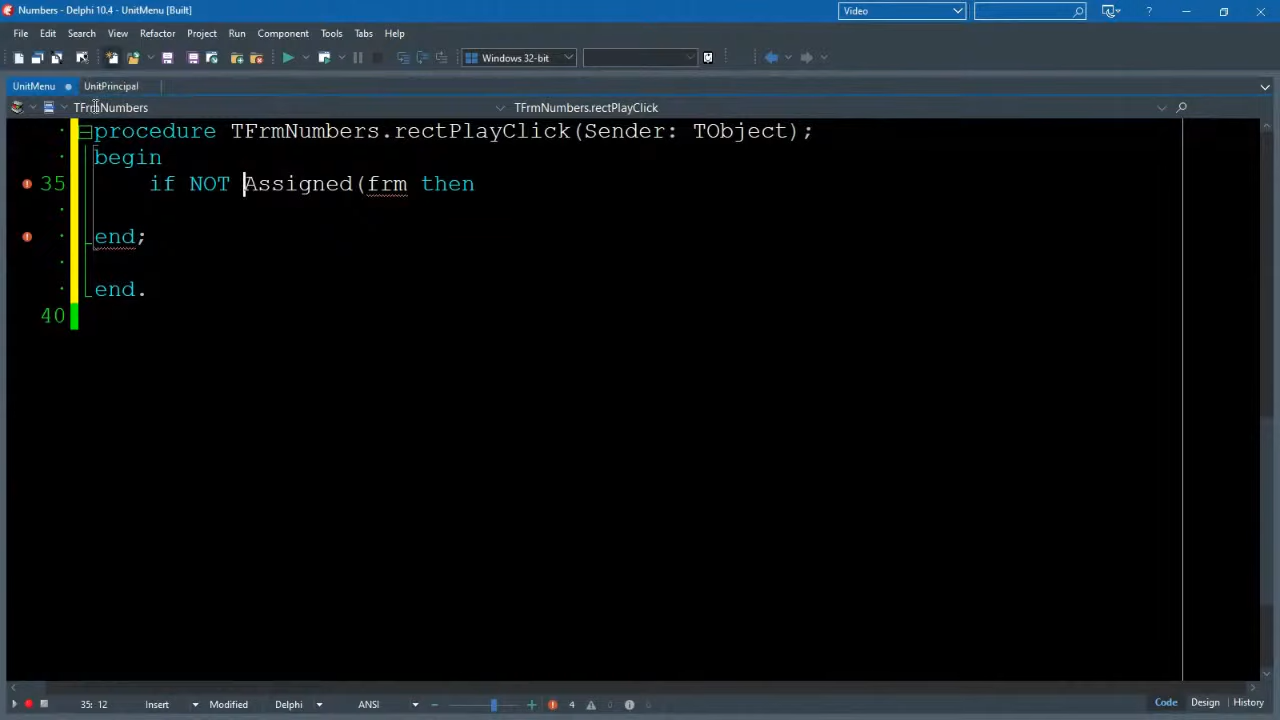 Numbers - Delphi 10.4 - UnitMenu [Built]
Video
?
File Edit Search View Refactor Project Run Component Tools Tabs Help
Windows 32-bit
UnitMenu UnitPrincipal
TFrmNumbers TFrmNumbers.rectPlayClick
procedure TFrmNumbers.rectPlayClick(Sender: TObject);
begin
35 if NOT Assigned(frm then
end;
end.
40
35: 12 Insert Modified Delphi ANSI 4 Code Design History